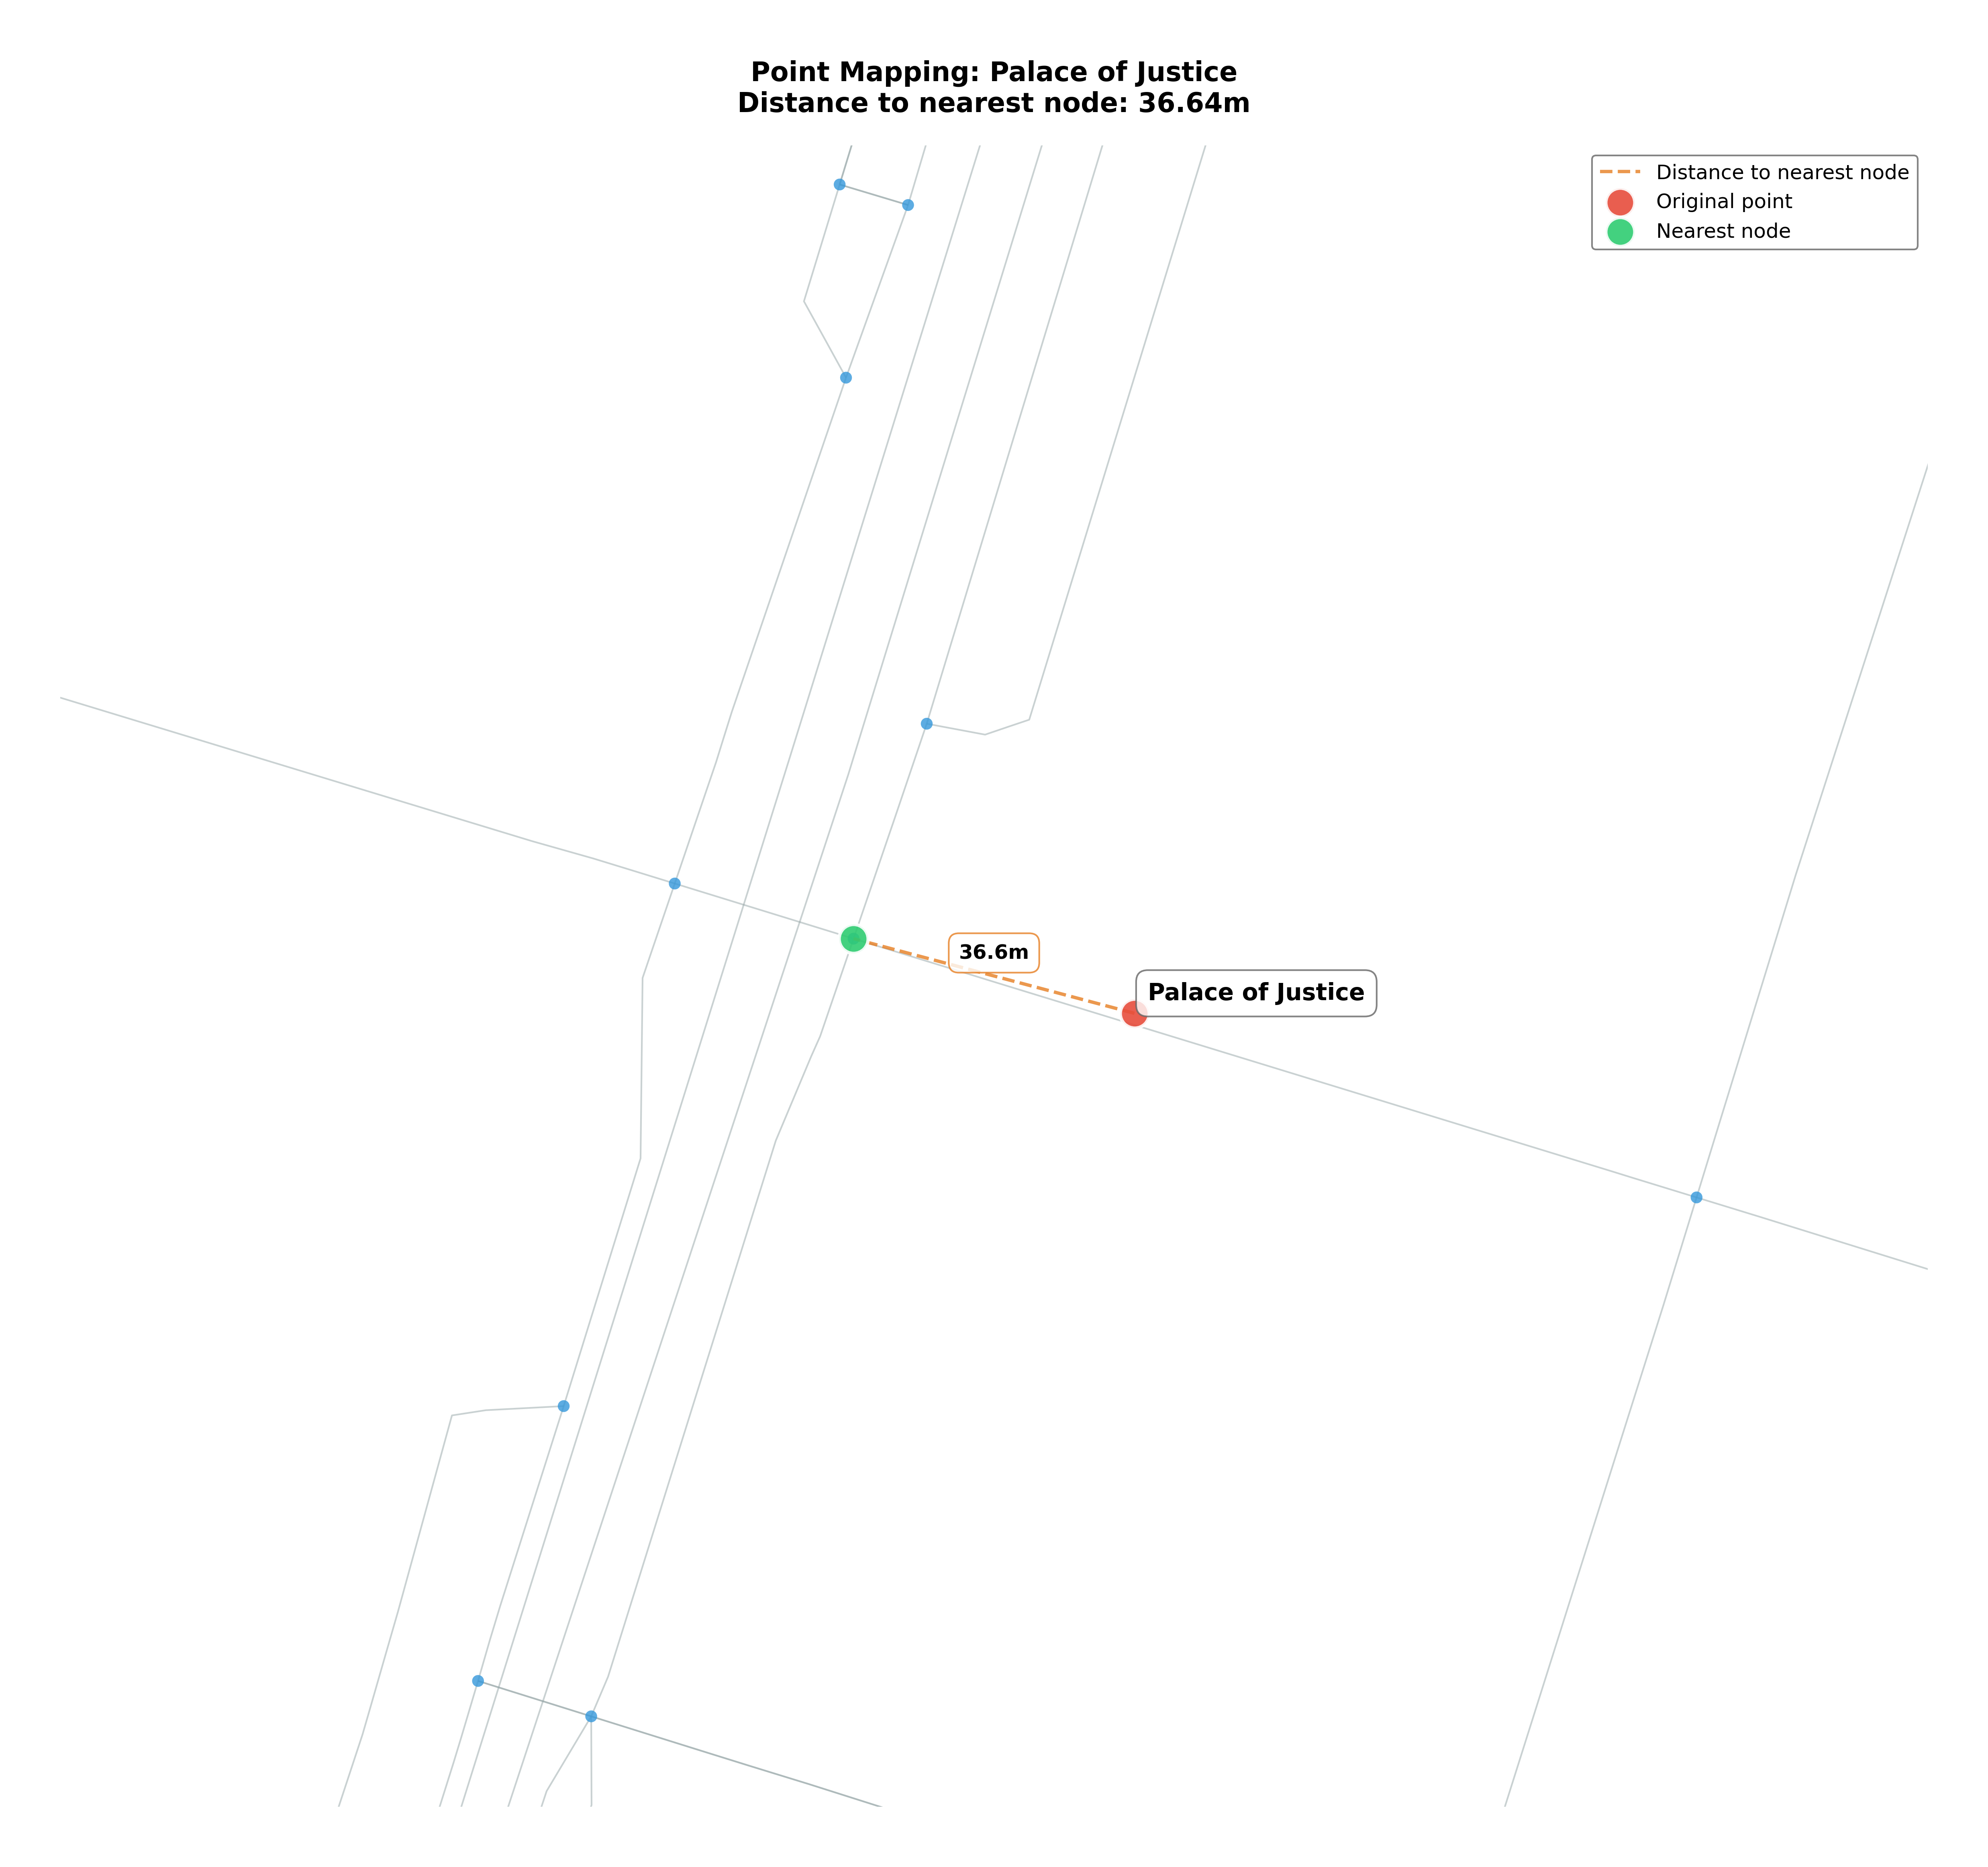 Point Mapping: Palace of Justice
Distance to nearest node: 36.64m
Distance to nearest node
Original point
Nearest node
36.6m
Palace of Justice